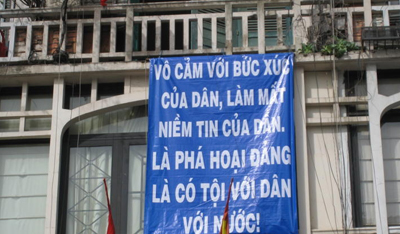 VÔ CẢM VỚI BỨC XÚC
CỦA DÂN, LÀM MẤT
NIỀM TIN CỦA DÂN.
LÀ PHÁ HOẠI ĐẢNG
LÀ CÓ TỘI VỚI DÂN
VỚI NƯỚC!